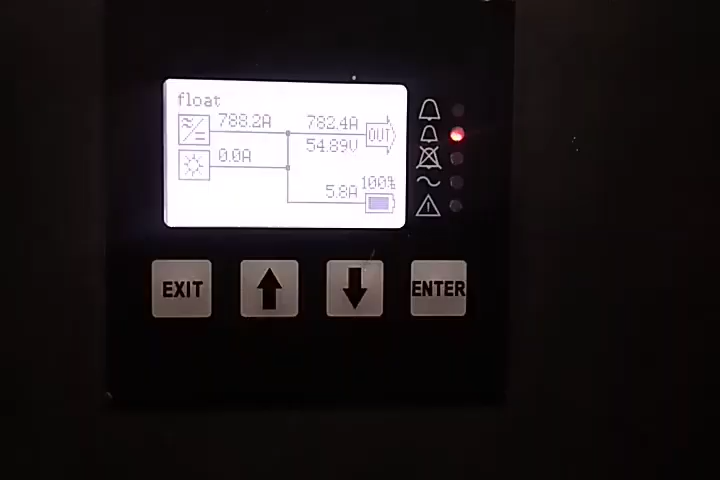 float
788.2A
782.4A
OUT
54.89V
0.0A
100%
5.8A
EXIT
ENTER